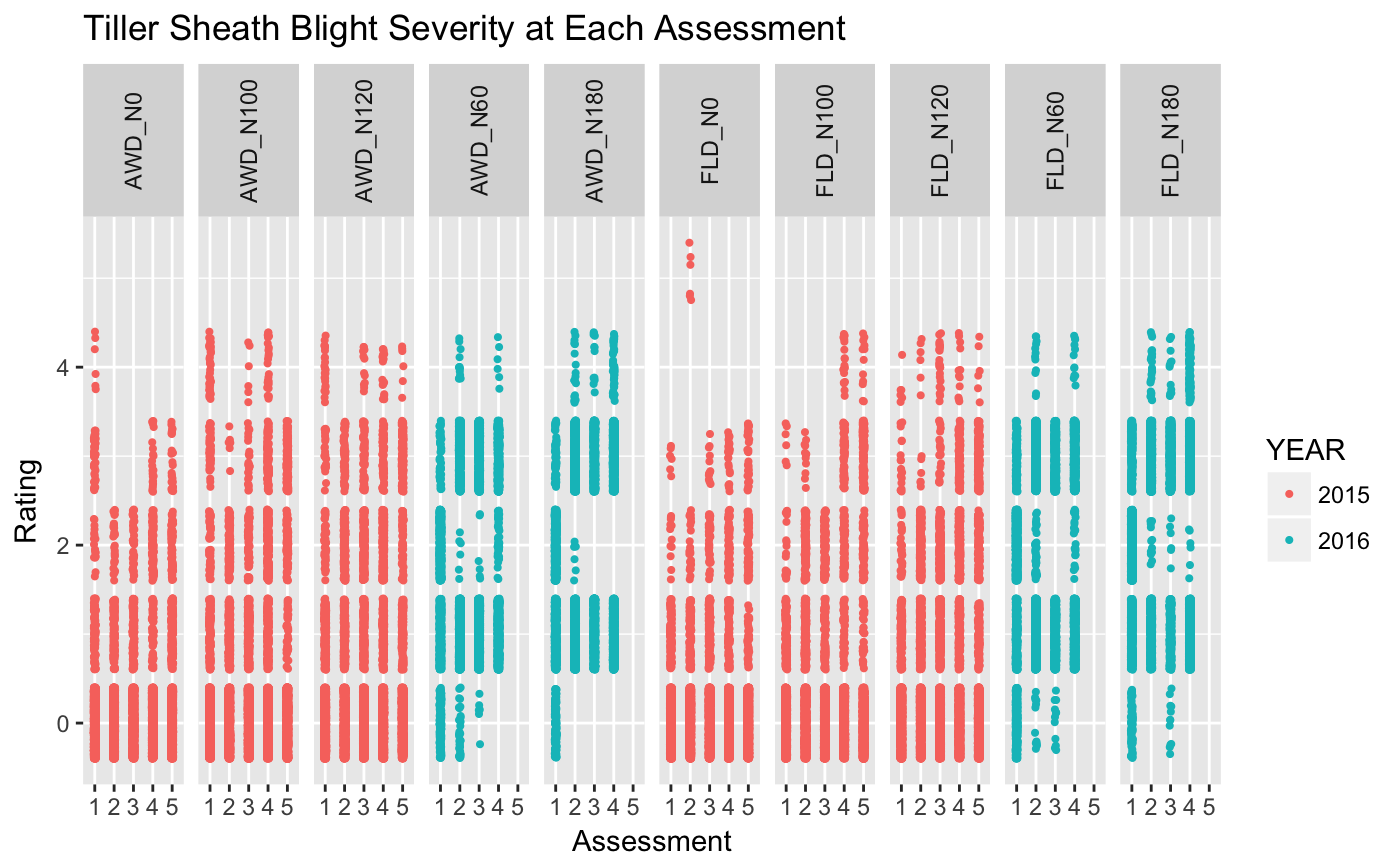 Tiller Sheath Blight Severity at Each Assessment
AWD_N0
AWD_N100
AWD_N120
AWD_N60
AWD_N180
FLD_N0
FLD_N100
FLD_N120
FLD_N60
FLD_N180
Rating
4
2
0
1 2 3 4 5 1 2 3 4 5 1 2 3 4 5 1 2 3 4 5 1 2 3 4 5 1 2 3 4 5 1 2 3 4 5 1 2 3 4 5 1 2 3 4 5 1 2 3 4 5
Assessment
YEAR
2015
2016